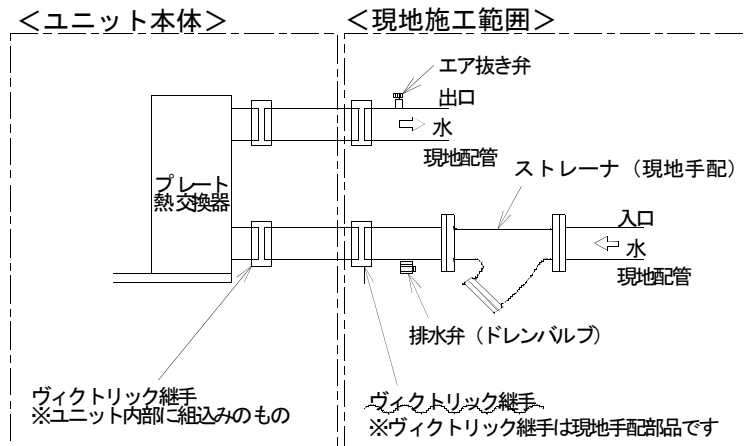 ＜ユニット本体＞
＜現地施工範囲＞
エア抜き弁
出口
水
現地配管
プレート
熱交換器
ストレーナ（現地手配）
入口
水
現地配管
排水弁（ドレンバルブ）
ヴィクトリック継手
※ユニット内部に組込みのもの
ヴィクトリック継手
※ヴィクトリック継手は現地手配部品です